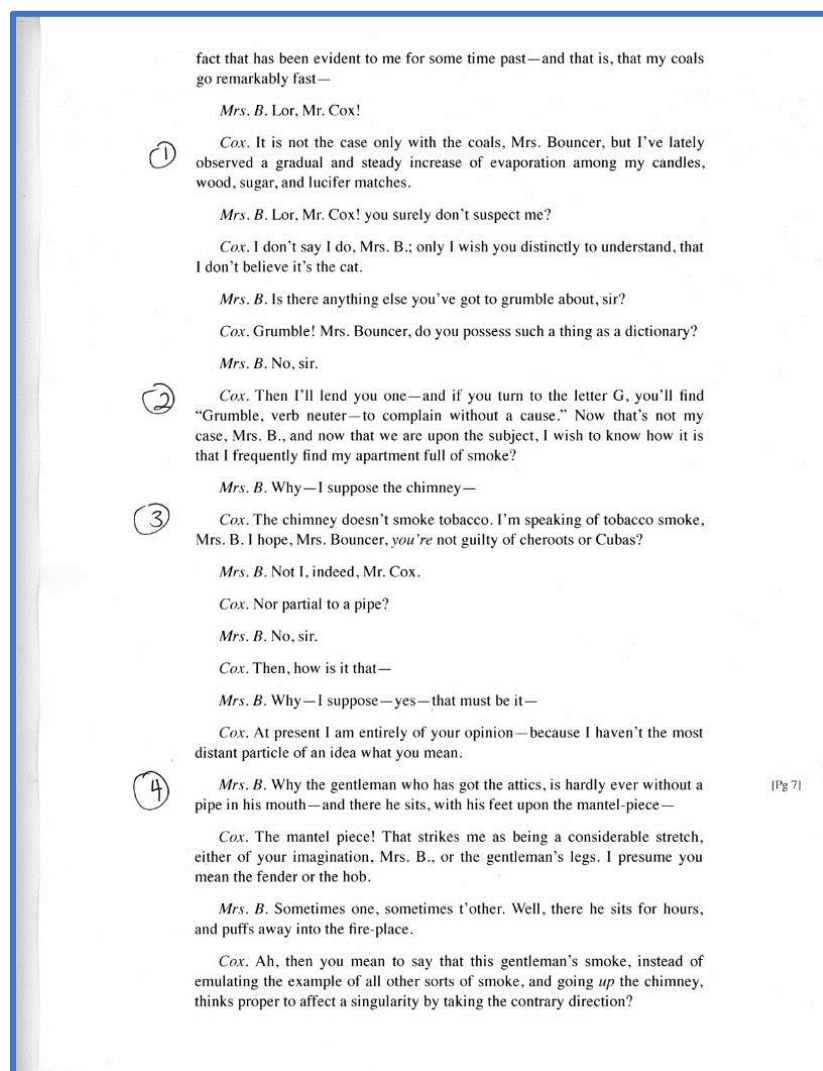 fact that has been evident to me for some time past—and that is, that my coals
go remarkably fast—
Mrs. B. Lor, Mr. Cox!
①
Cox. It is not the case only with the coals, Mrs. Bouncer, but I've lately
observed a gradual and steady increase of evaporation among my candles,
wood, sugar, and lucifer matches.
Mrs. B. Lor, Mr. Cox! you surely don't suspect me?
Cox. I don't say I do, Mrs. B.; only I wish you distinctly to understand, that
I don't believe it's the cat.
Mrs. B. Is there anything else you've got to grumble about, sir?
Cox. Grumble! Mrs. Bouncer, do you possess such a thing as a dictionary?
Mrs. B. No, sir.
②
Cox. Then I'll lend you one—and if you turn to the letter G, you'll find
“Grumble, verb neuter—to complain without a cause.” Now that's not my
case, Mrs. B., and now that we are upon the subject, I wish to know how it is
that I frequently find my apartment full of smoke?
Mrs. B. Why—I suppose the chimney—
③
Cox. The chimney doesn't smoke tobacco. I'm speaking of tobacco smoke,
Mrs. B. I hope, Mrs. Bouncer, you're not guilty of cheroots or Cubas?
Mrs. B. Not I, indeed, Mr. Cox.
Cox. Nor partial to a pipe?
Mrs. B. No, sir.
Cox. Then, how is it that—
Mrs. B. Why—I suppose—yes—that must be it—
Cox. At present I am entirely of your opinion—because I haven't the most
distant particle of an idea what you mean.
④
Mrs. B. Why the gentleman who has got the attics, is hardly ever without a
pipe in his mouth—and there he sits, with his feet upon the mantel-piece—
[Pg 7]
Cox. The mantel piece! That strikes me as being a considerable stretch,
either of your imagination, Mrs. B., or the gentleman's legs. I presume you
mean the fender or the hob.
Mrs. B. Sometimes one, sometimes t'other. Well, there he sits for hours,
and puffs away into the fire-place.
Cox. Ah, then you mean to say that this gentleman's smoke, instead of
emulating the example of all other sorts of smoke, and going up the chimney,
thinks proper to affect a singularity by taking the contrary direction?